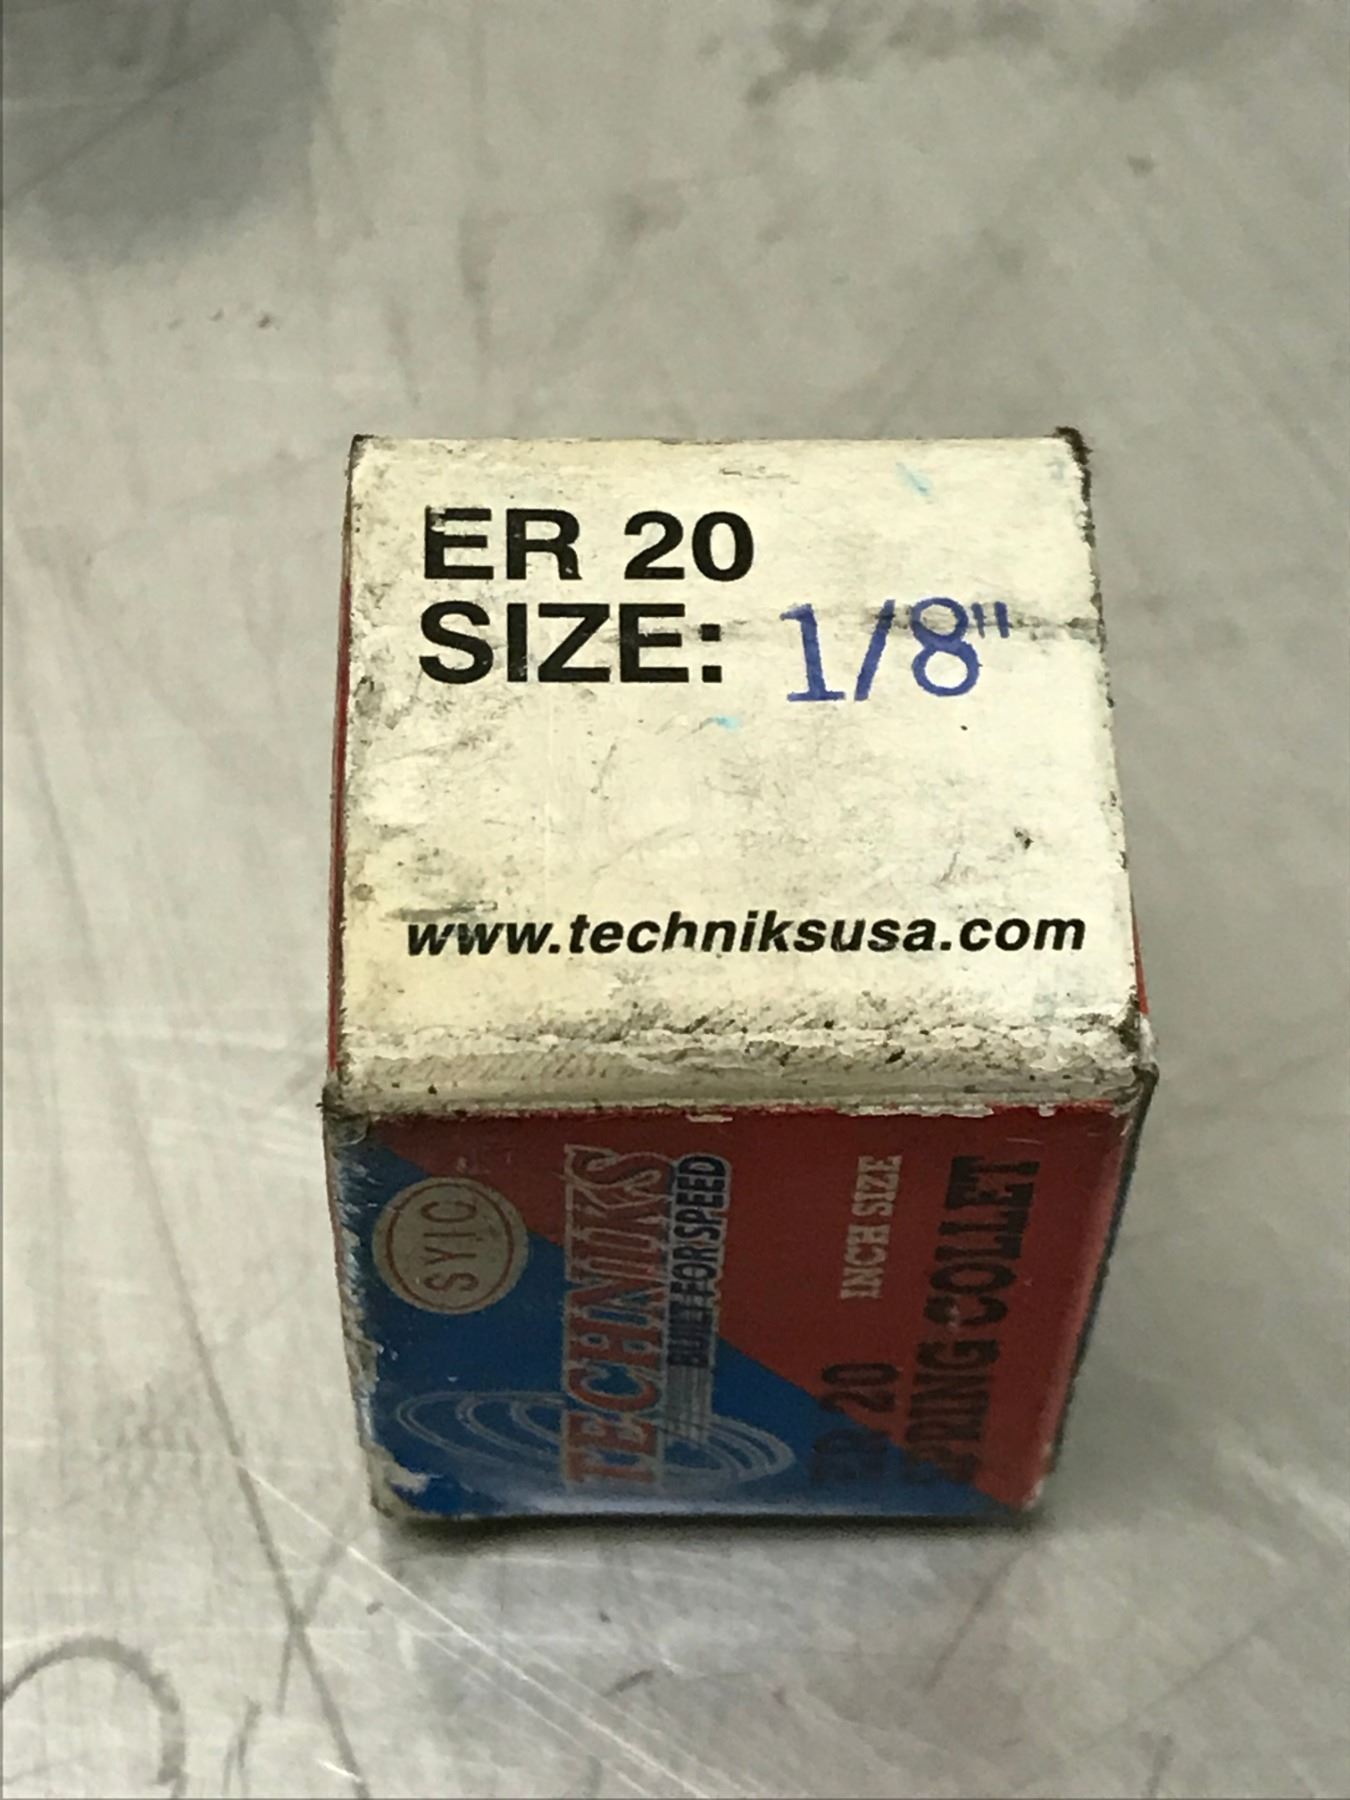 ER 20
SIZE: 1/8"
www.techniksusa.com
SYIC
TECHNIKS
BUILT FOR SPEED
INCH SIZE
ER 20
SPRING COLLET